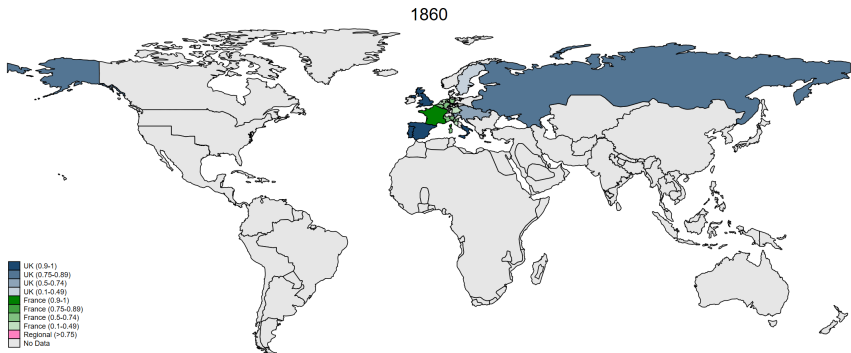 1860
UK (0.9-1)
UK (0.75-0.89)
UK (0.5-0.74)
UK (0.1-0.49)
France (0.9-1)
France (0.75-0.89)
France (0.5-0.74)
France (0.1-0.49)
Regional (>0.75)
No Data